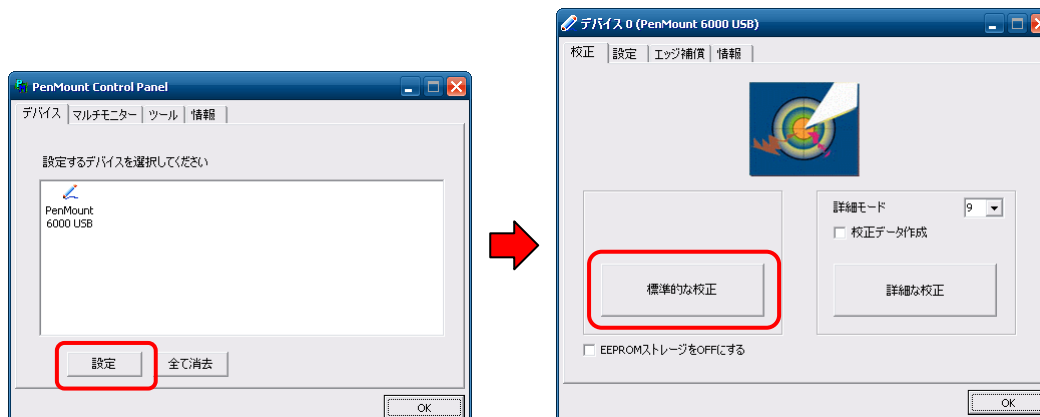 PenMount Control Panel
デバイス マルチモニター ツール 情報
設定するデバイスを選択してください
PenMount
6000 USB
設定 全て消去
OK
デバイス 0 (PenMount 6000 USB)
校正 設定 エッジ補償 情報
詳細モード 9
校正データ作成
標準的な校正 詳細な校正
EEPROMストレージをOFFにする
OK